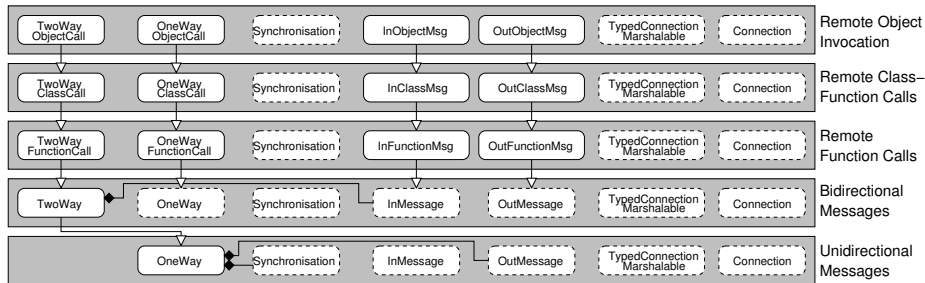 TwoWay
ObjectCall
OneWay
ObjectCall
Synchronisation
InObjectMsg
OutObjectMsg
TypedConnection
Marshalable
Connection
Remote Object
Invocation
TwoWay
ClassCall
OneWay
ClassCall
Synchronisation
InClassMsg
OutClassMsg
TypedConnection
Marshalable
Connection
Remote Class–
Function Calls
TwoWay
FunctionCall
OneWay
FunctionCall
Synchronisation
InFunctionMsg
OutFunctionMsg
TypedConnection
Marshalable
Connection
Remote
Function Calls
TwoWay
OneWay
Synchronisation
InMessage
OutMessage
TypedConnection
Marshalable
Connection
Bidirectional
Messages
OneWay
Synchronisation
InMessage
OutMessage
TypedConnection
Marshalable
Connection
Unidirectional
Messages